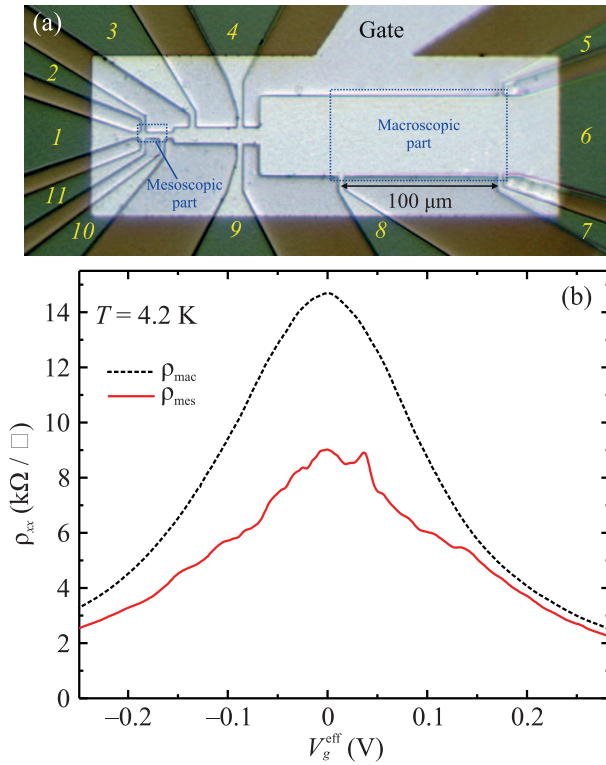 (a)
3
4
Gate
5
2
1
Macroscopic
part
6
Mesoscopic
part
11
100 μm
10
9
8
7
(b)
T = 4.2 K
ρmac
ρmes
14
12
10
8
6
4
2
0
ρxx (kΩ / □)
−0.2
−0.1
0
0.1
0.2
Vgeff (V)